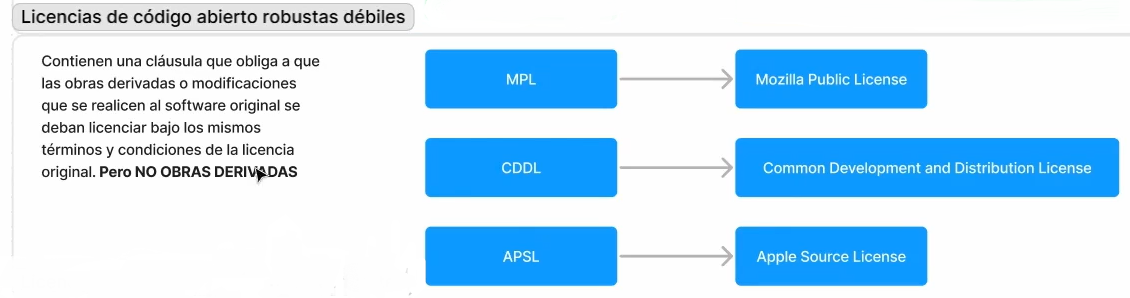 Licencias de código abierto robustas débiles
Contienen una cláusula que obliga a que
las obras derivadas o modificaciones
que se realicen al software original se
deban licenciar bajo los mismos
términos y condiciones de la licencia
original. Pero NO OBRAS DERIVADAS
MPL
Mozilla Public License
CDDL
Common Development and Distribution License
APSL
Apple Source License